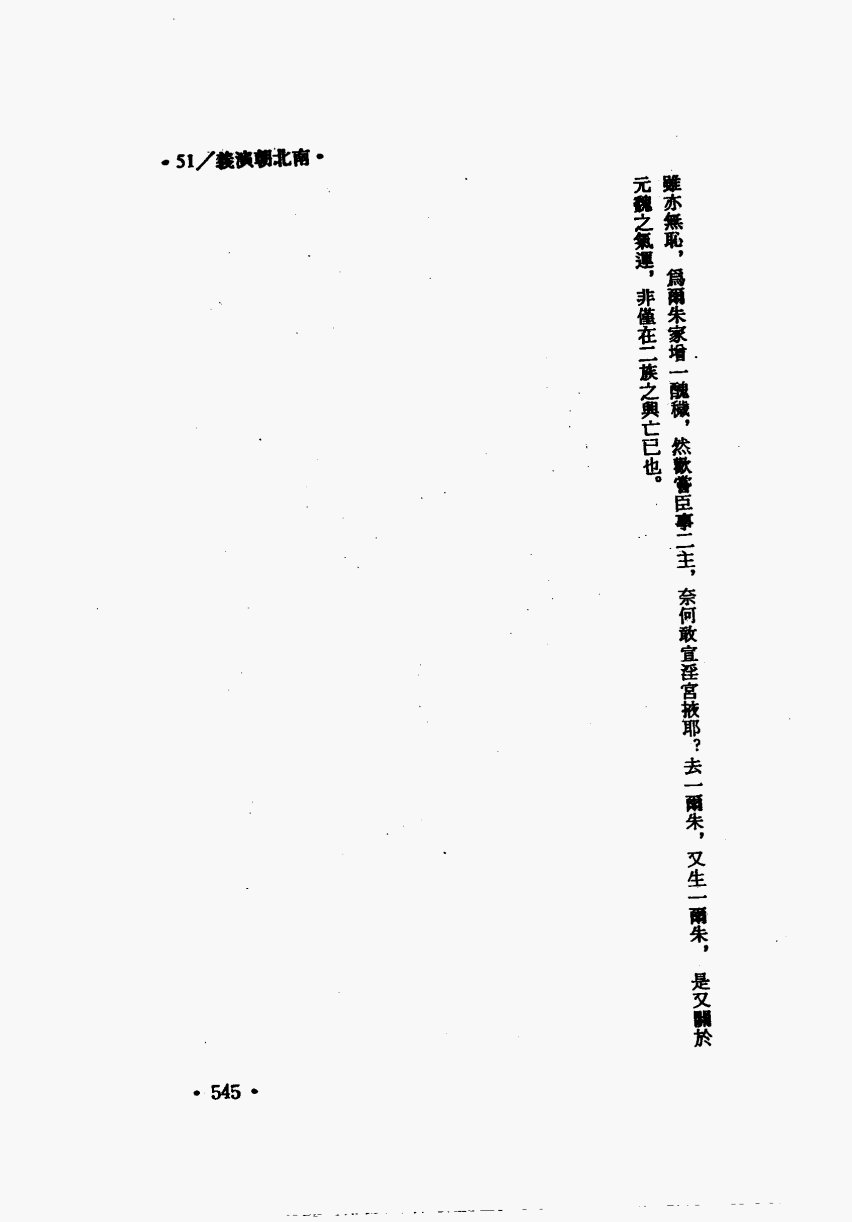 •51／義演朝北南•
雖亦無恥，爲爾朱家增一醜穢，然歡嘗臣事二主，奈何敢宣淫宮掖耶？去一爾朱，又生一爾朱，是又關於
元魏之氣運，非僅在二族之興亡已也。
•545•